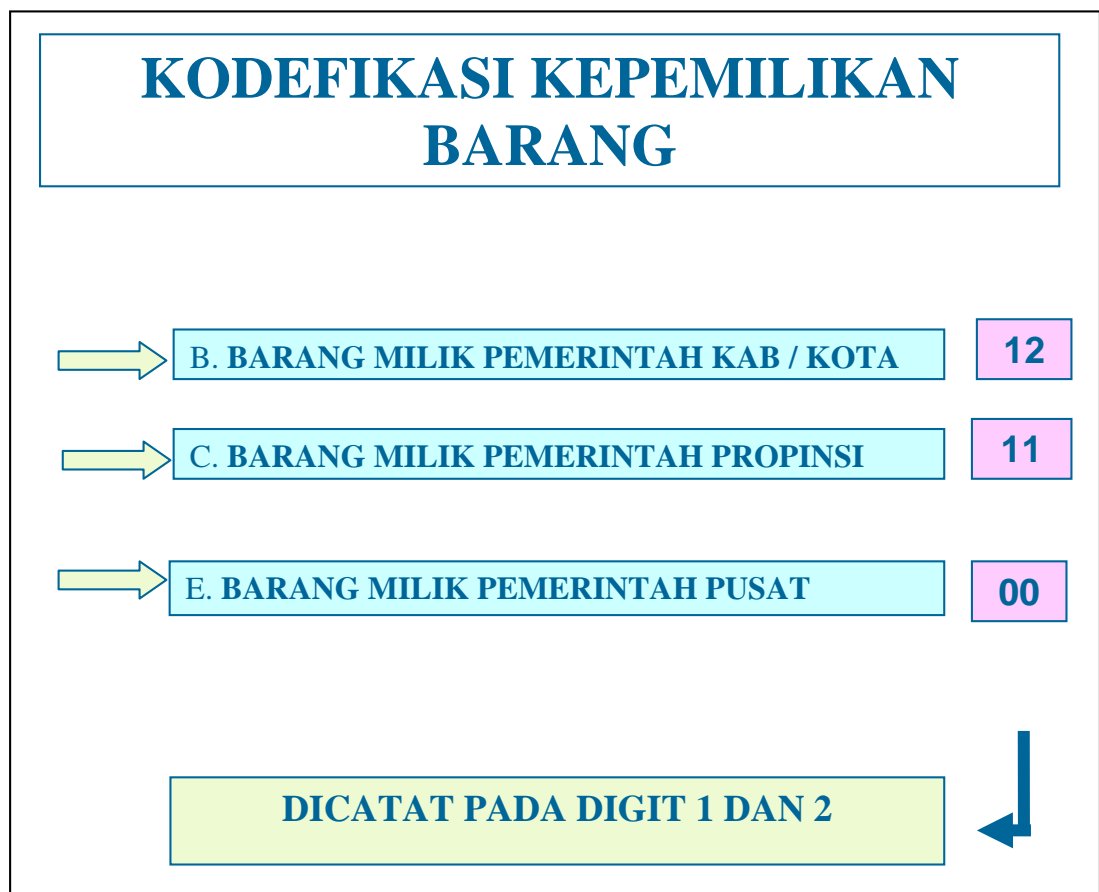 KODEFIKASI KEPEMILIKAN
BARANG
B. BARANG MILIK PEMERINTAH KAB / KOTA
12
C. BARANG MILIK PEMERINTAH PROPINSI
11
E. BARANG MILIK PEMERINTAH PUSAT
00
DICATAT PADA DIGIT 1 DAN 2